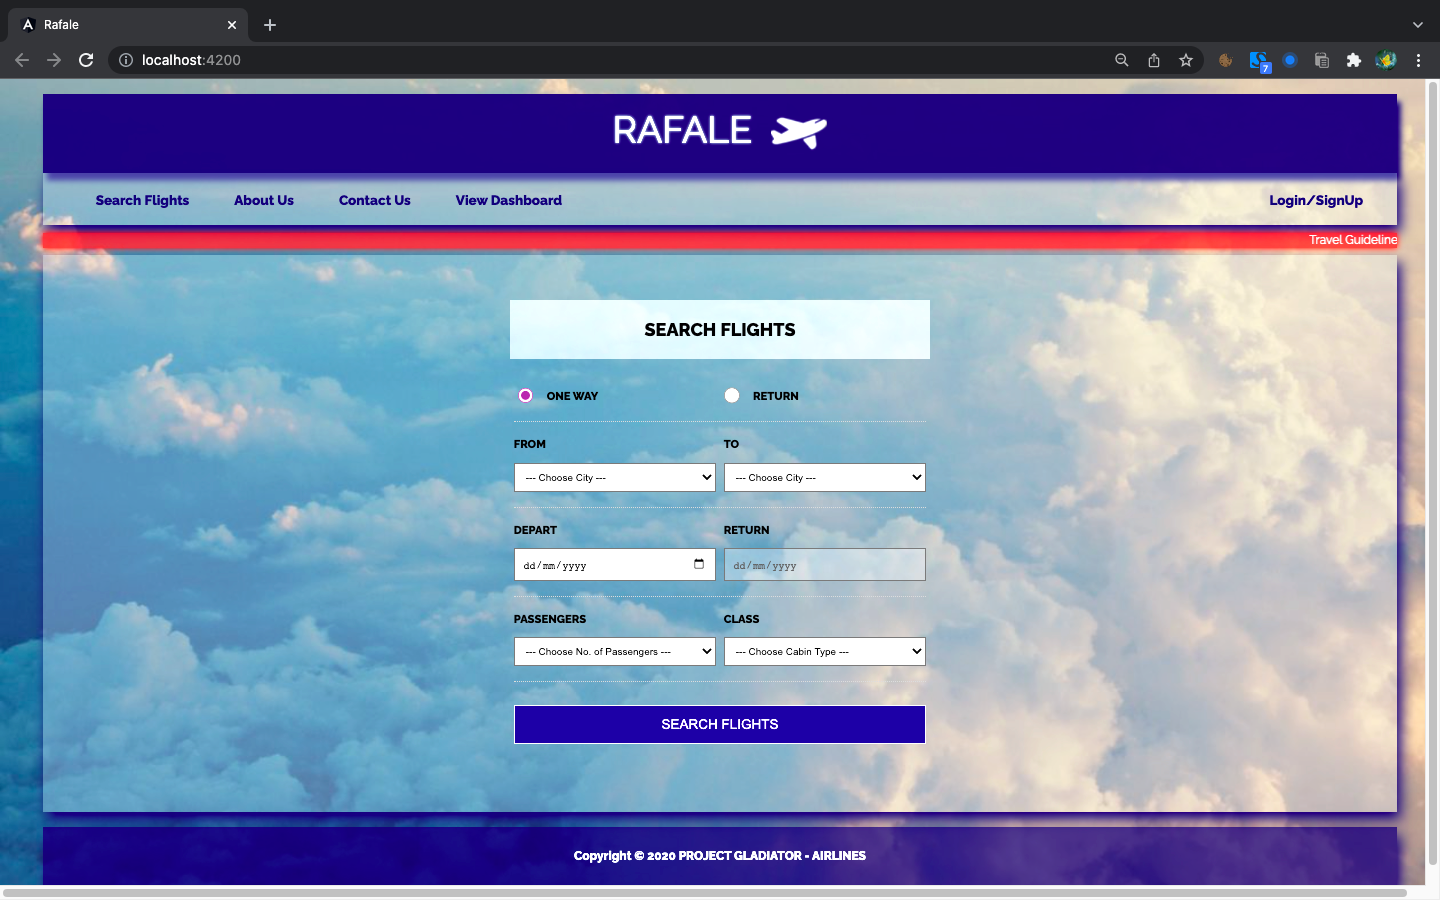 Rafale
localhost:4200
7
RAFALE
Search Flights About Us Contact Us View Dashboard Login/SignUp
Travel Guideline
SEARCH FLIGHTS
ONE WAY RETURN
FROM TO
--- Choose City --- --- Choose City ---
DEPART RETURN
dd/mm/yyyy dd/mm/yyyy
PASSENGERS CLASS
--- Choose No. of Passengers --- --- Choose Cabin Type ---
SEARCH FLIGHTS
Copyright © 2020 PROJECT GLADIATOR - AIRLINES